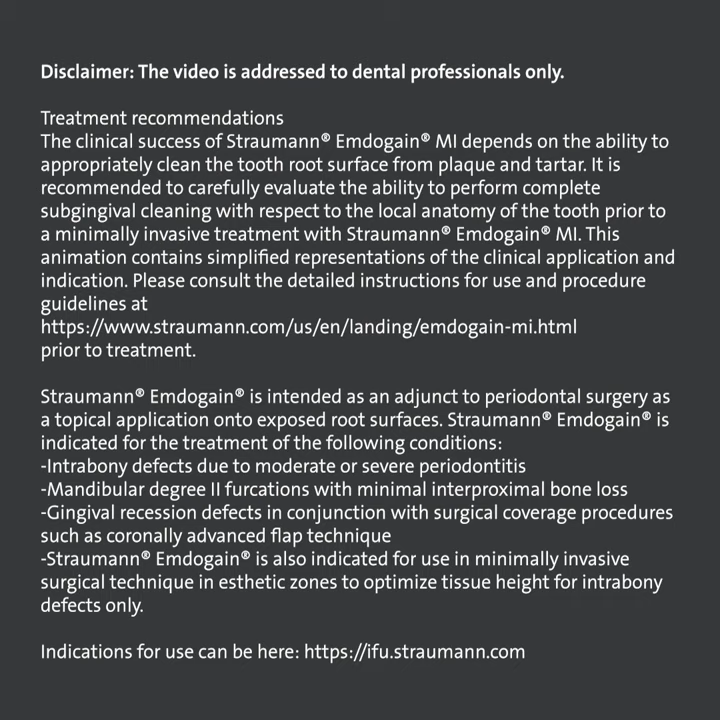 Disclaimer: The video is addressed to dental professionals only.
Treatment recommendations
The clinical success of Straumann® Emdogain® MI depends on the ability to
appropriately clean the tooth root surface from plaque and tartar. It is
recommended to carefully evaluate the ability to perform complete
subgingival cleaning with respect to the local anatomy of the tooth prior to
a minimally invasive treatment with Straumann® Emdogain® MI. This
animation contains simplified representations of the clinical application and
indication. Please consult the detailed instructions for use and procedure
guidelines at
https://www.straumann.com/us/en/landing/emdogain-mi.html
prior to treatment.
Straumann® Emdogain® is intended as an adjunct to periodontal surgery as
a topical application onto exposed root surfaces. Straumann® Emdogain® is
indicated for the treatment of the following conditions:
-Intrabony defects due to moderate or severe periodontitis
-Mandibular degree II furcations with minimal interproximal bone loss
-Gingival recession defects in conjunction with surgical coverage procedures
such as coronally advanced flap technique
-Straumann® Emdogain® is also indicated for use in minimally invasive
surgical technique in esthetic zones to optimize tissue height for intrabony
defects only.
Indications for use can be here: https://ifu.straumann.com